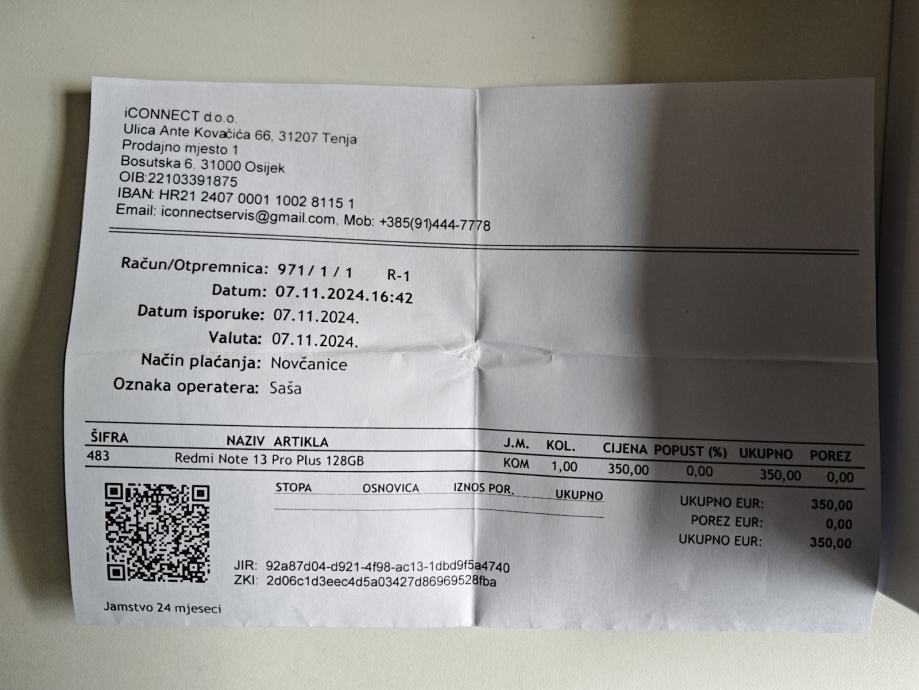 iCONNECT d.o.o.
Ulica Ante Kovačića 66, 31207 Tenja
Prodajno mjesto 1
Bosutska 6, 31000 Osijek
OIB:22103391875
IBAN: HR21 2407 0001 1002 8115 1
Email: iconnectservis@gmail.com, Mob: +385(91)444-7778
Račun/Otpremnica: 971/ 1 / 1 R-1
Datum: 07.11.2024.16:42
Datum isporuke: 07.11.2024.
Valuta: 07.11.2024.
Način plaćanja: Novčanice
Oznaka operatera: Saša
ŠIFRA NAZIV ARTIKLA J.M. KOL. CIJENA POPUST (%) UKUPNO POREZ
483 Redmi Note 13 Pro Plus 128GB KOM 1,00 350,00 0,00 350,00 0,00
STOPA OSNOVICA IZNOS POR. UKUPNO
UKUPNO EUR: 350,00
POREZ EUR: 0,00
UKUPNO EUR: 350,00
JIR: 92a87d04-d921-4f98-ac13-1dbd9f5a4740
ZKI: 2d06c1d3eec4d5a03427d86969528fba
Jamstvo 24 mjeseci